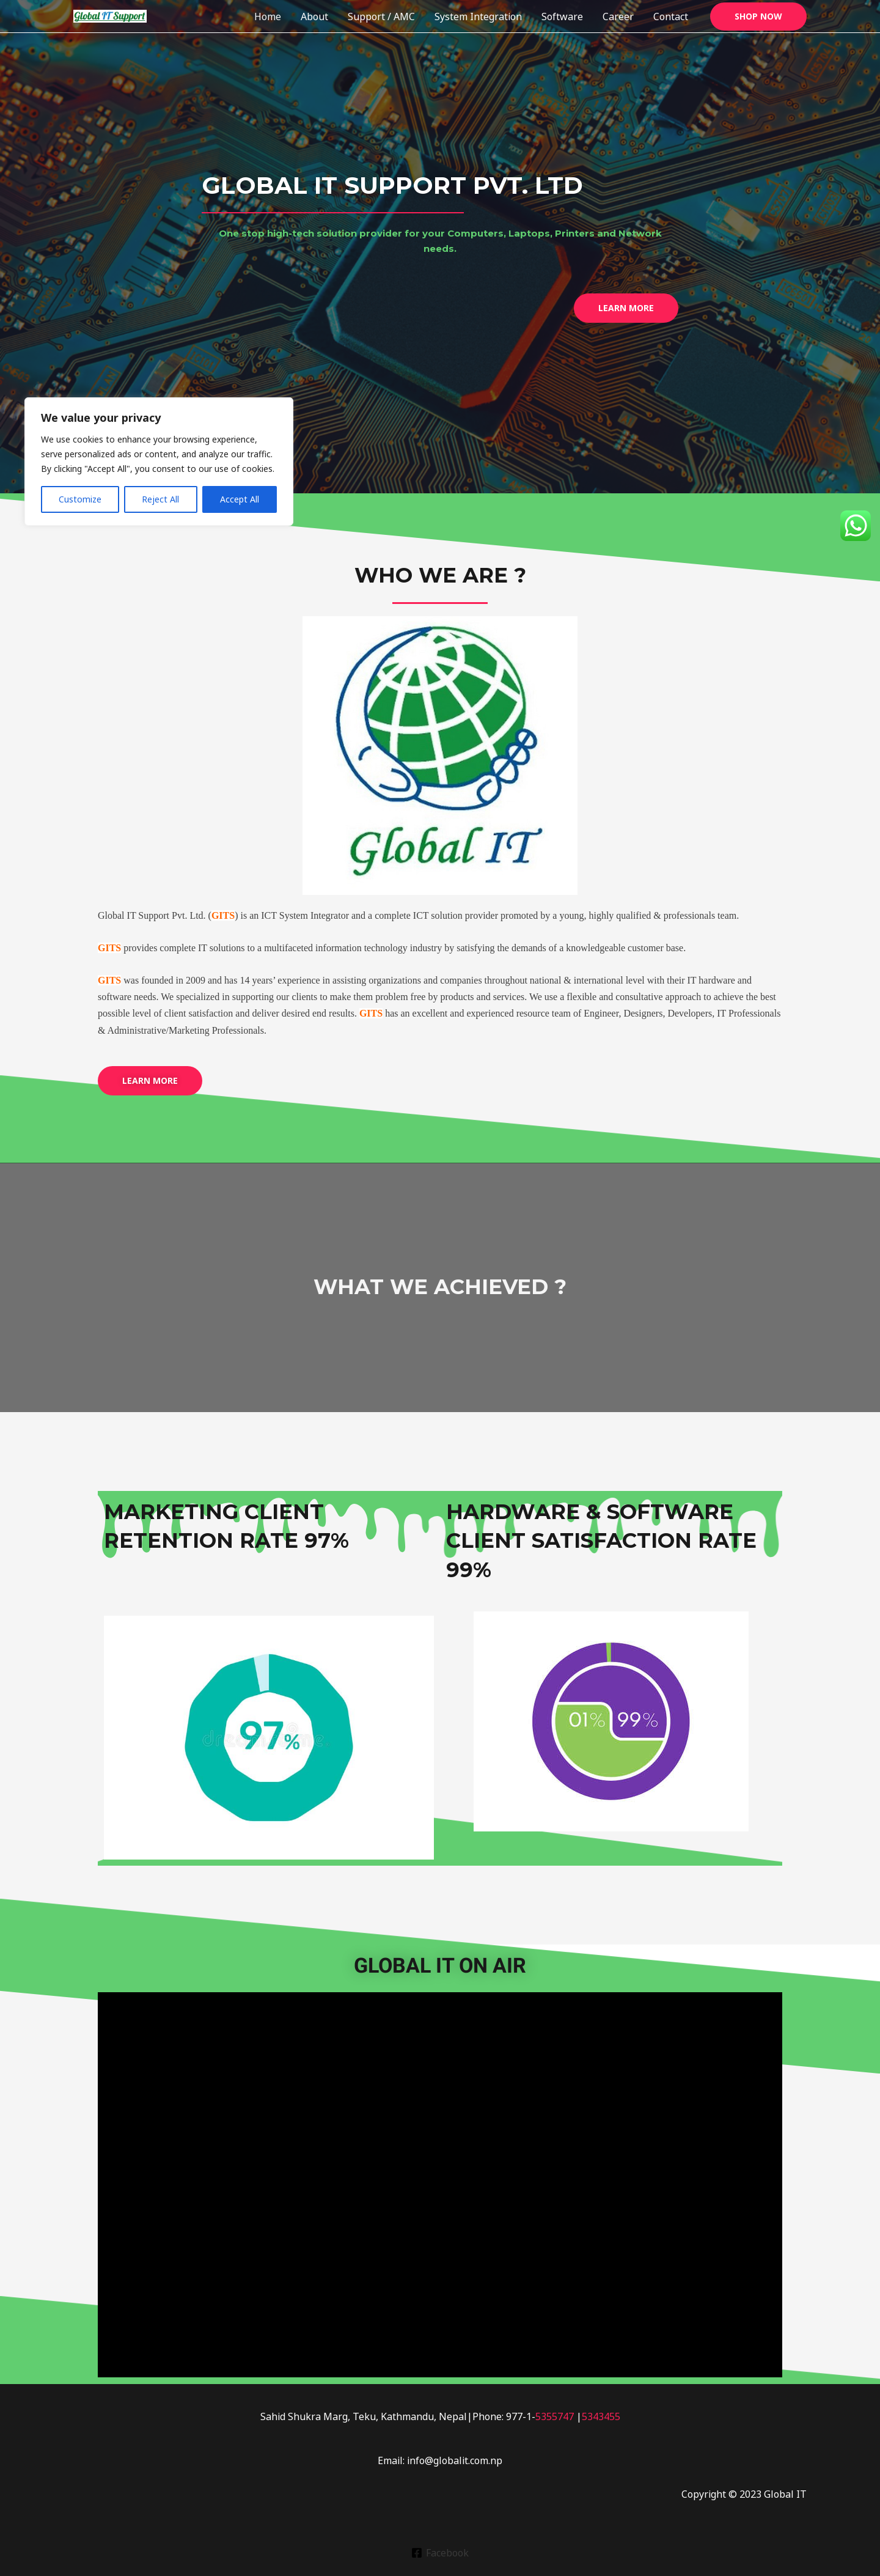 Global IT Support
Home About Support / AMC System Integration Software Career Contact SHOP NOW
GLOBAL IT SUPPORT PVT. LTD
One stop high-tech solution provider for your Computers, Laptops, Printers and Network
needs.
LEARN MORE
We value your privacy
We use cookies to enhance your browsing experience,
serve personalized ads or content, and analyze our traffic.
By clicking "Accept All", you consent to our use of cookies.
Customize Reject All Accept All
WHO WE ARE ?
Global IT
Global IT Support Pvt. Ltd. (GITS) is an ICT System Integrator and a complete ICT solution provider promoted by a young, highly qualified & professionals team.
GITS provides complete IT solutions to a multifaceted information technology industry by satisfying the demands of a knowledgeable customer base.
GITS was founded in 2009 and has 14 years’ experience in assisting organizations and companies throughout national & international level with their IT hardware and
software needs. We specialized in supporting our clients to make them problem free by products and services. We use a flexible and consultative approach to achieve the best
possible level of client satisfaction and deliver desired end results. GITS has an excellent and experienced resource team of Engineer, Designers, Developers, IT Professionals
& Administrative/Marketing Professionals.
LEARN MORE
WHAT WE ACHIEVED ?
MARKETING CLIENT
RETENTION RATE 97%
HARDWARE & SOFTWARE
CLIENT SATISFACTION RATE
99%
97%
01% 99%
GLOBAL IT ON AIR
Sahid Shukra Marg, Teku, Kathmandu, Nepal|Phone: 977-1-5355747 |5343455
Email: info@globalit.com.np
Copyright © 2023 Global IT
Facebook